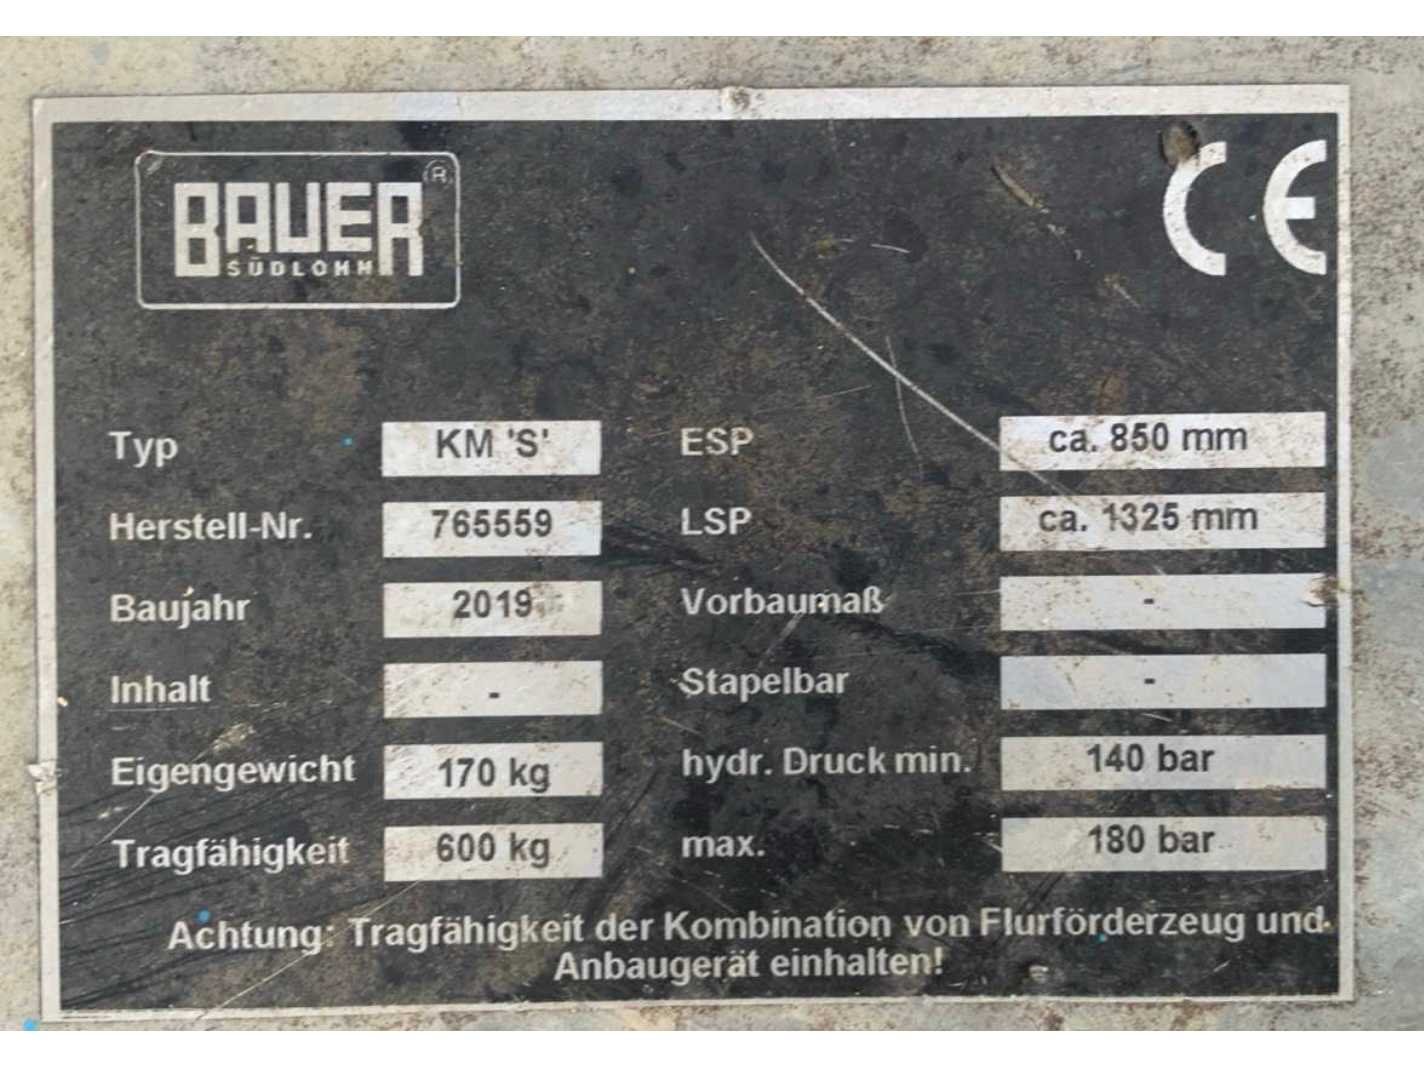 BAUER ®
SÜDLOHN
CE
Typ KM 'S' ESP ca. 850 mm
Herstell-Nr. 765559 LSP ca. 1325 mm
Baujahr 2019 Vorbaumaß -
Inhalt - Stapelbar -
Eigengewicht 170 kg hydr. Druck min. 140 bar
Tragfähigkeit 600 kg max. 180 bar
Achtung: Tragfähigkeit der Kombination von Flurförderzeug und
Anbaugerät einhalten!